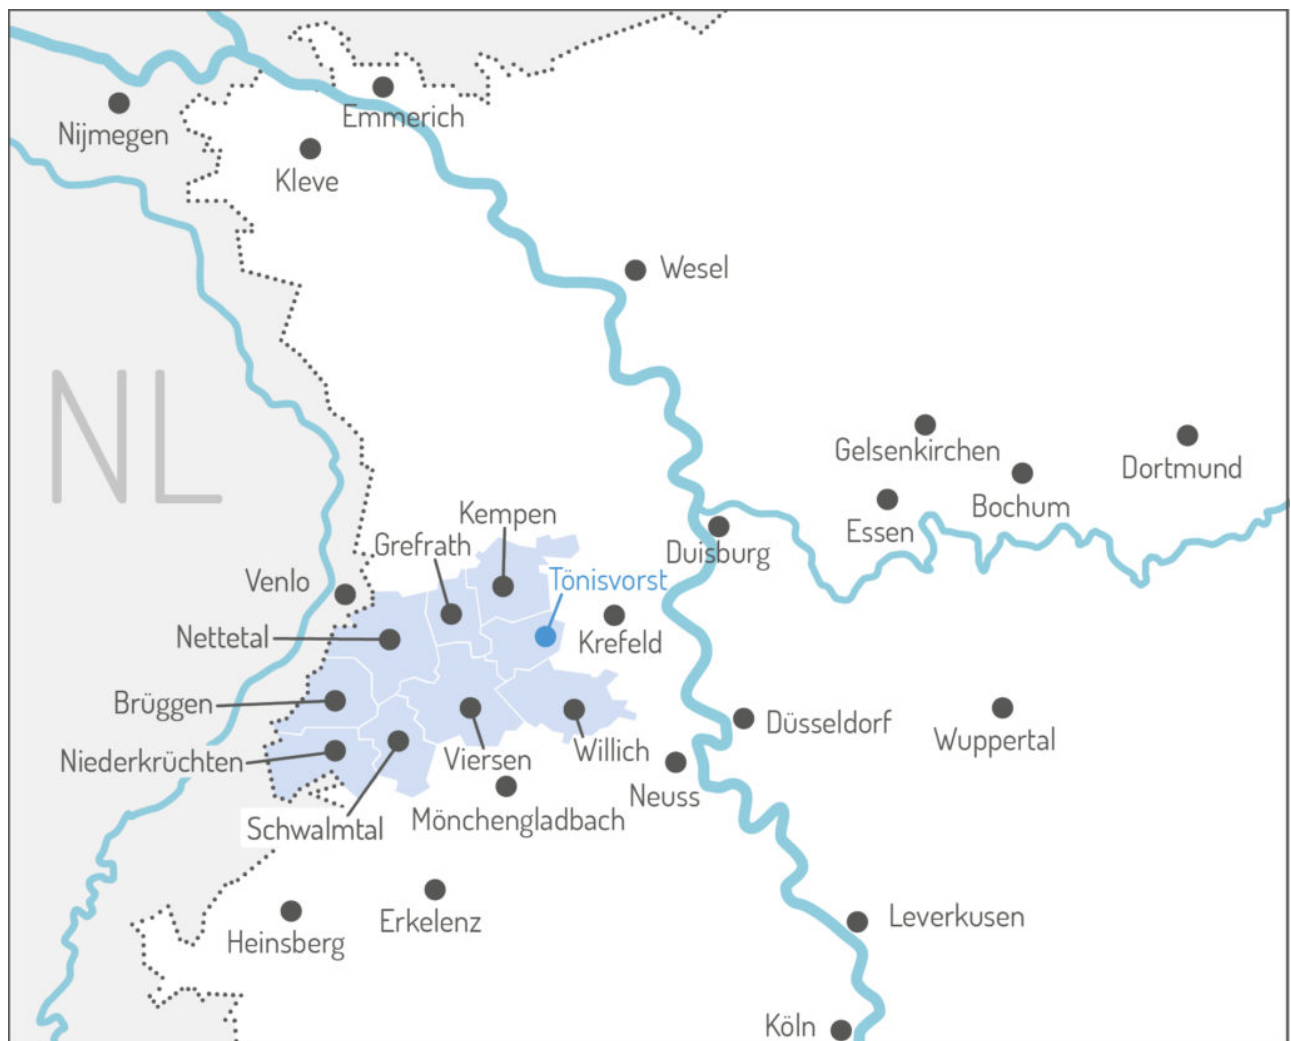 Emmerich
Nijmegen
Kleve
Wesel
NL
Gelsenkirchen
Dortmund
Bochum
Essen
Kempen
Grefrath
Duisburg
Venlo
Tönisvorst
Nettetal
Krefeld
Brüggen
Düsseldorf
Wuppertal
Niederkrüchten
Viersen
Willich
Neuss
Schwalmtal
Mönchengladbach
Leverkusen
Erkelenz
Heinsberg
Köln